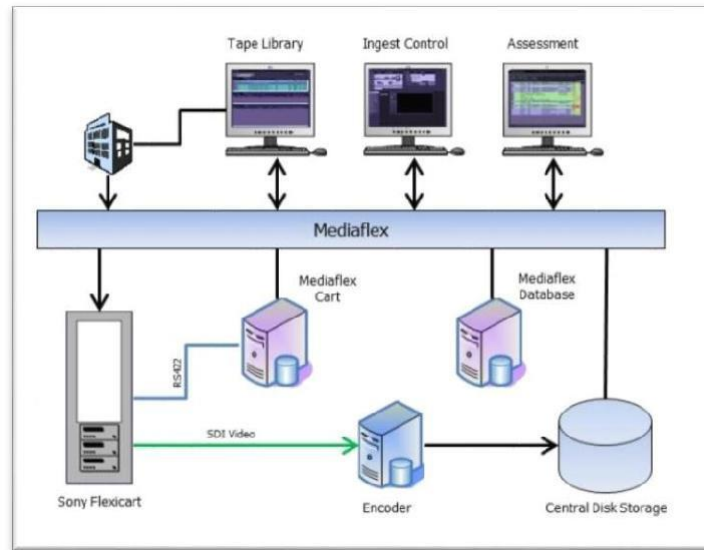 Tape Library
Ingest Control
Assessment
Mediaflex
Mediaflex
Cart
Mediaflex
Database
RS422
SDI Video
Sony Flexicart
Encoder
Central Disk Storage